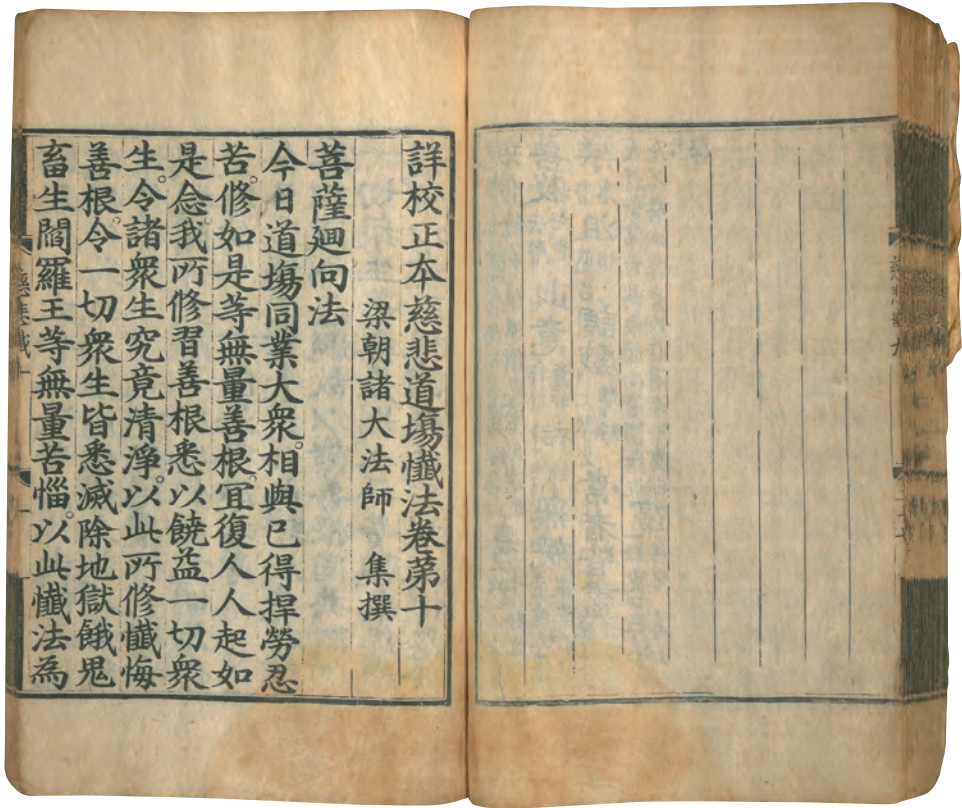 詳校正本慈悲道塲懺法卷苐十
梁朝諸大法師　集撰
菩薩廻向法
今日道塲同業大衆。相與已得捍勞忍
苦。修如是等無量善根。冝復人人起如
是念。我所修習善根悉以饒益一切衆
生。令諸衆生究竟清淨。以此所修懺悔
善根。令一切衆生皆悉滅除地獄餓鬼
畜生閻羅王等無量苦惱。以此懺法為
慈悲懺十